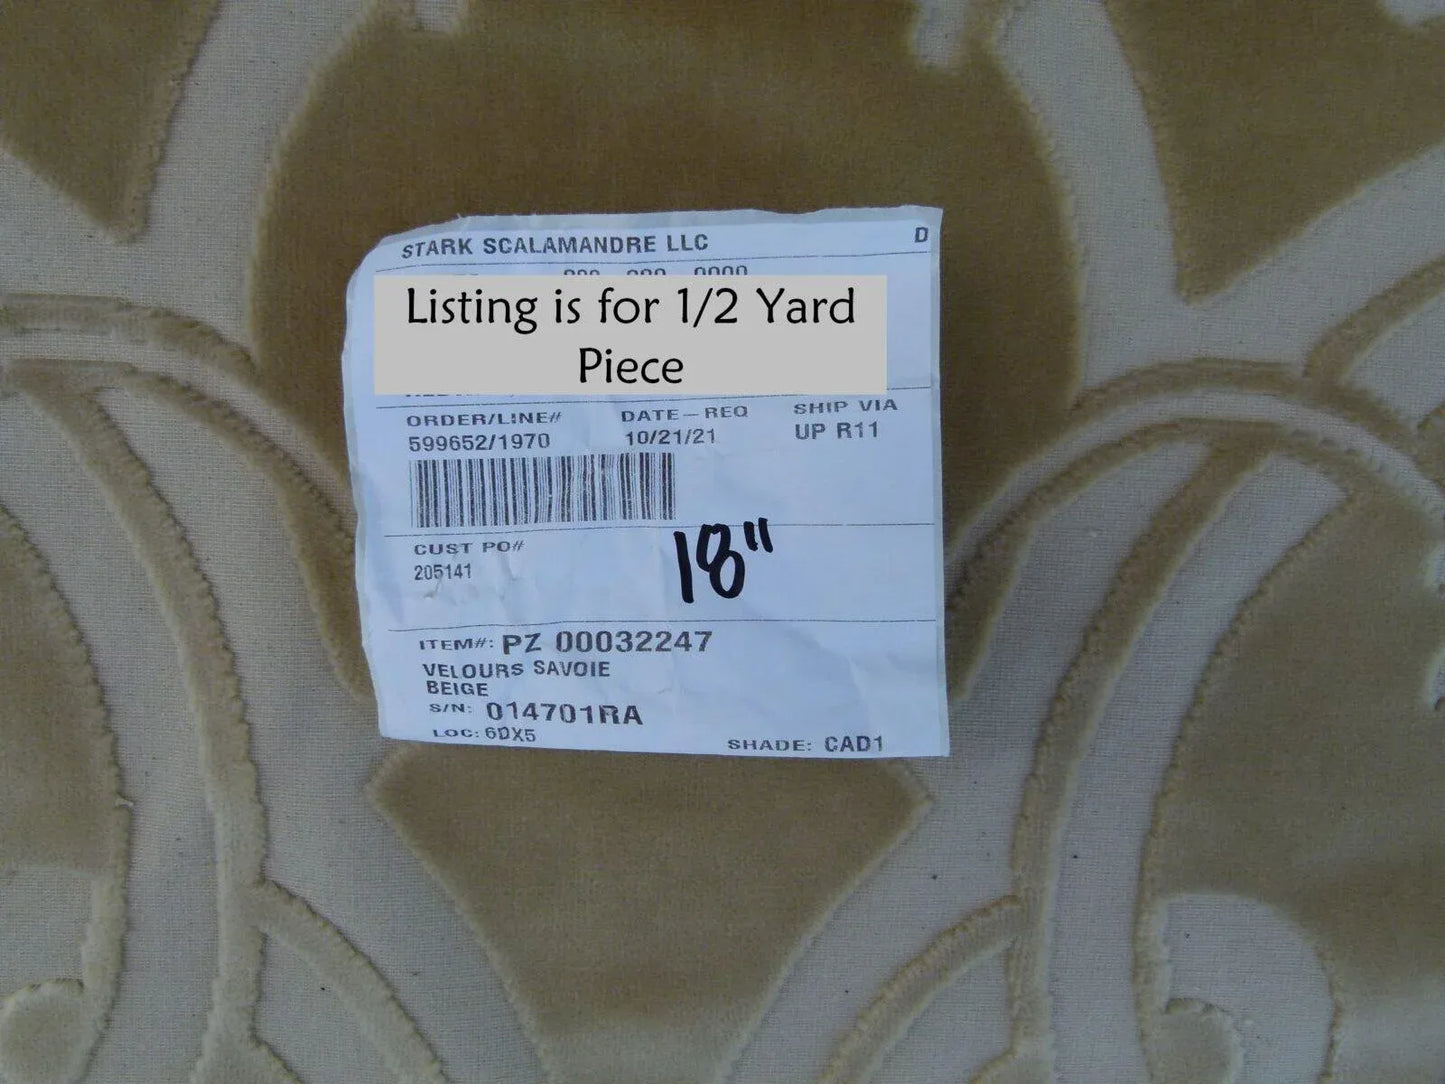 STARK SCALAMANDRE LLC D
Listing is for 1/2 Yard
Piece
ORDER/LINE# DATE-REQ SHIP VIA
599652/1970 10/21/21 UP R11
18"
CUST PO#
205141
ITEM#: PZ 00032247
VELOURS SAVOIE
BEIGE
S/N: 014701RA
LOC: 6DX5 SHADE: CAD1